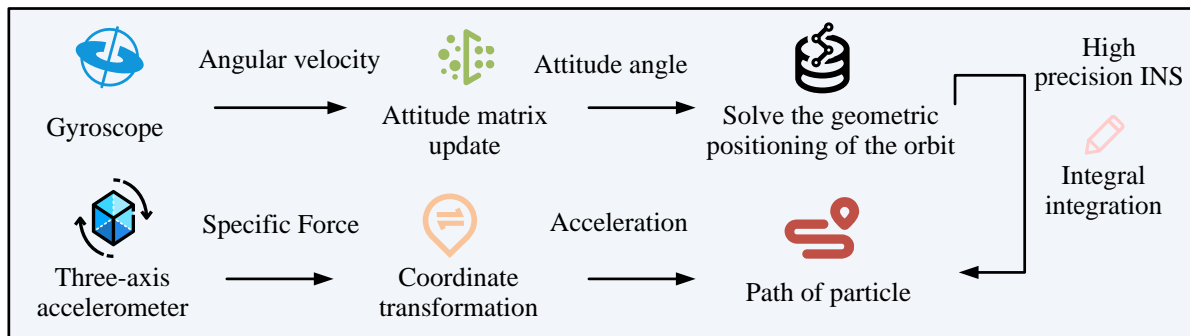 Angular velocity
Attitude angle
High
precision INS
Gyroscope
Attitude matrix
update
Solve the geometric
positioning of the orbit
Integral
integration
Specific Force
Acceleration
Three-axis
accelerometer
Coordinate
transformation
Path of particle